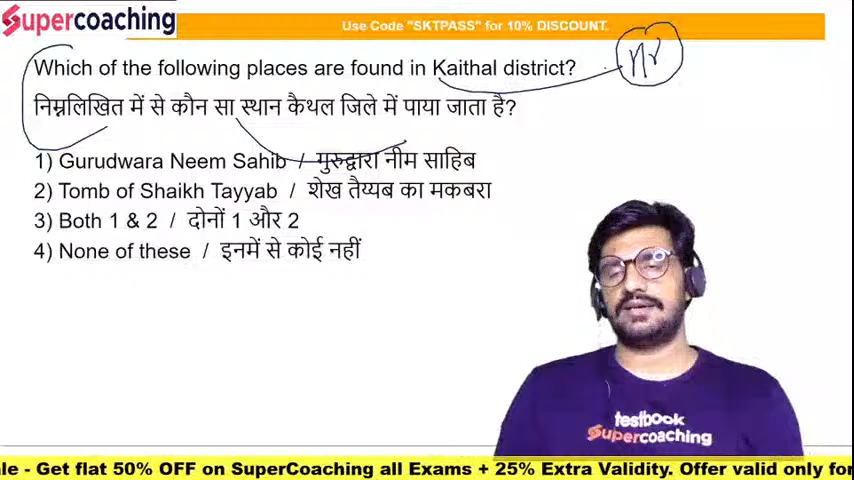 Supercoaching
Use Code "SKTPASS" for 10% DISCOUNT.
Which of the following places are found in Kaithal district?
निम्नलिखित में से कौन सा स्थान कैथल जिले में पाया जाता है?
1) Gurudwara Neem Sahib / गुरुद्वारा नीम साहिब
2) Tomb of Shaikh Tayyab / शेख तैय्यब का मकबरा
3) Both 1 & 2 / दोनों 1 और 2
4) None of these / इनमें से कोई नहीं
testbook
Supercoaching
le - Get flat 50% OFF on SuperCoaching all Exams + 25% Extra Validity. Offer valid only for